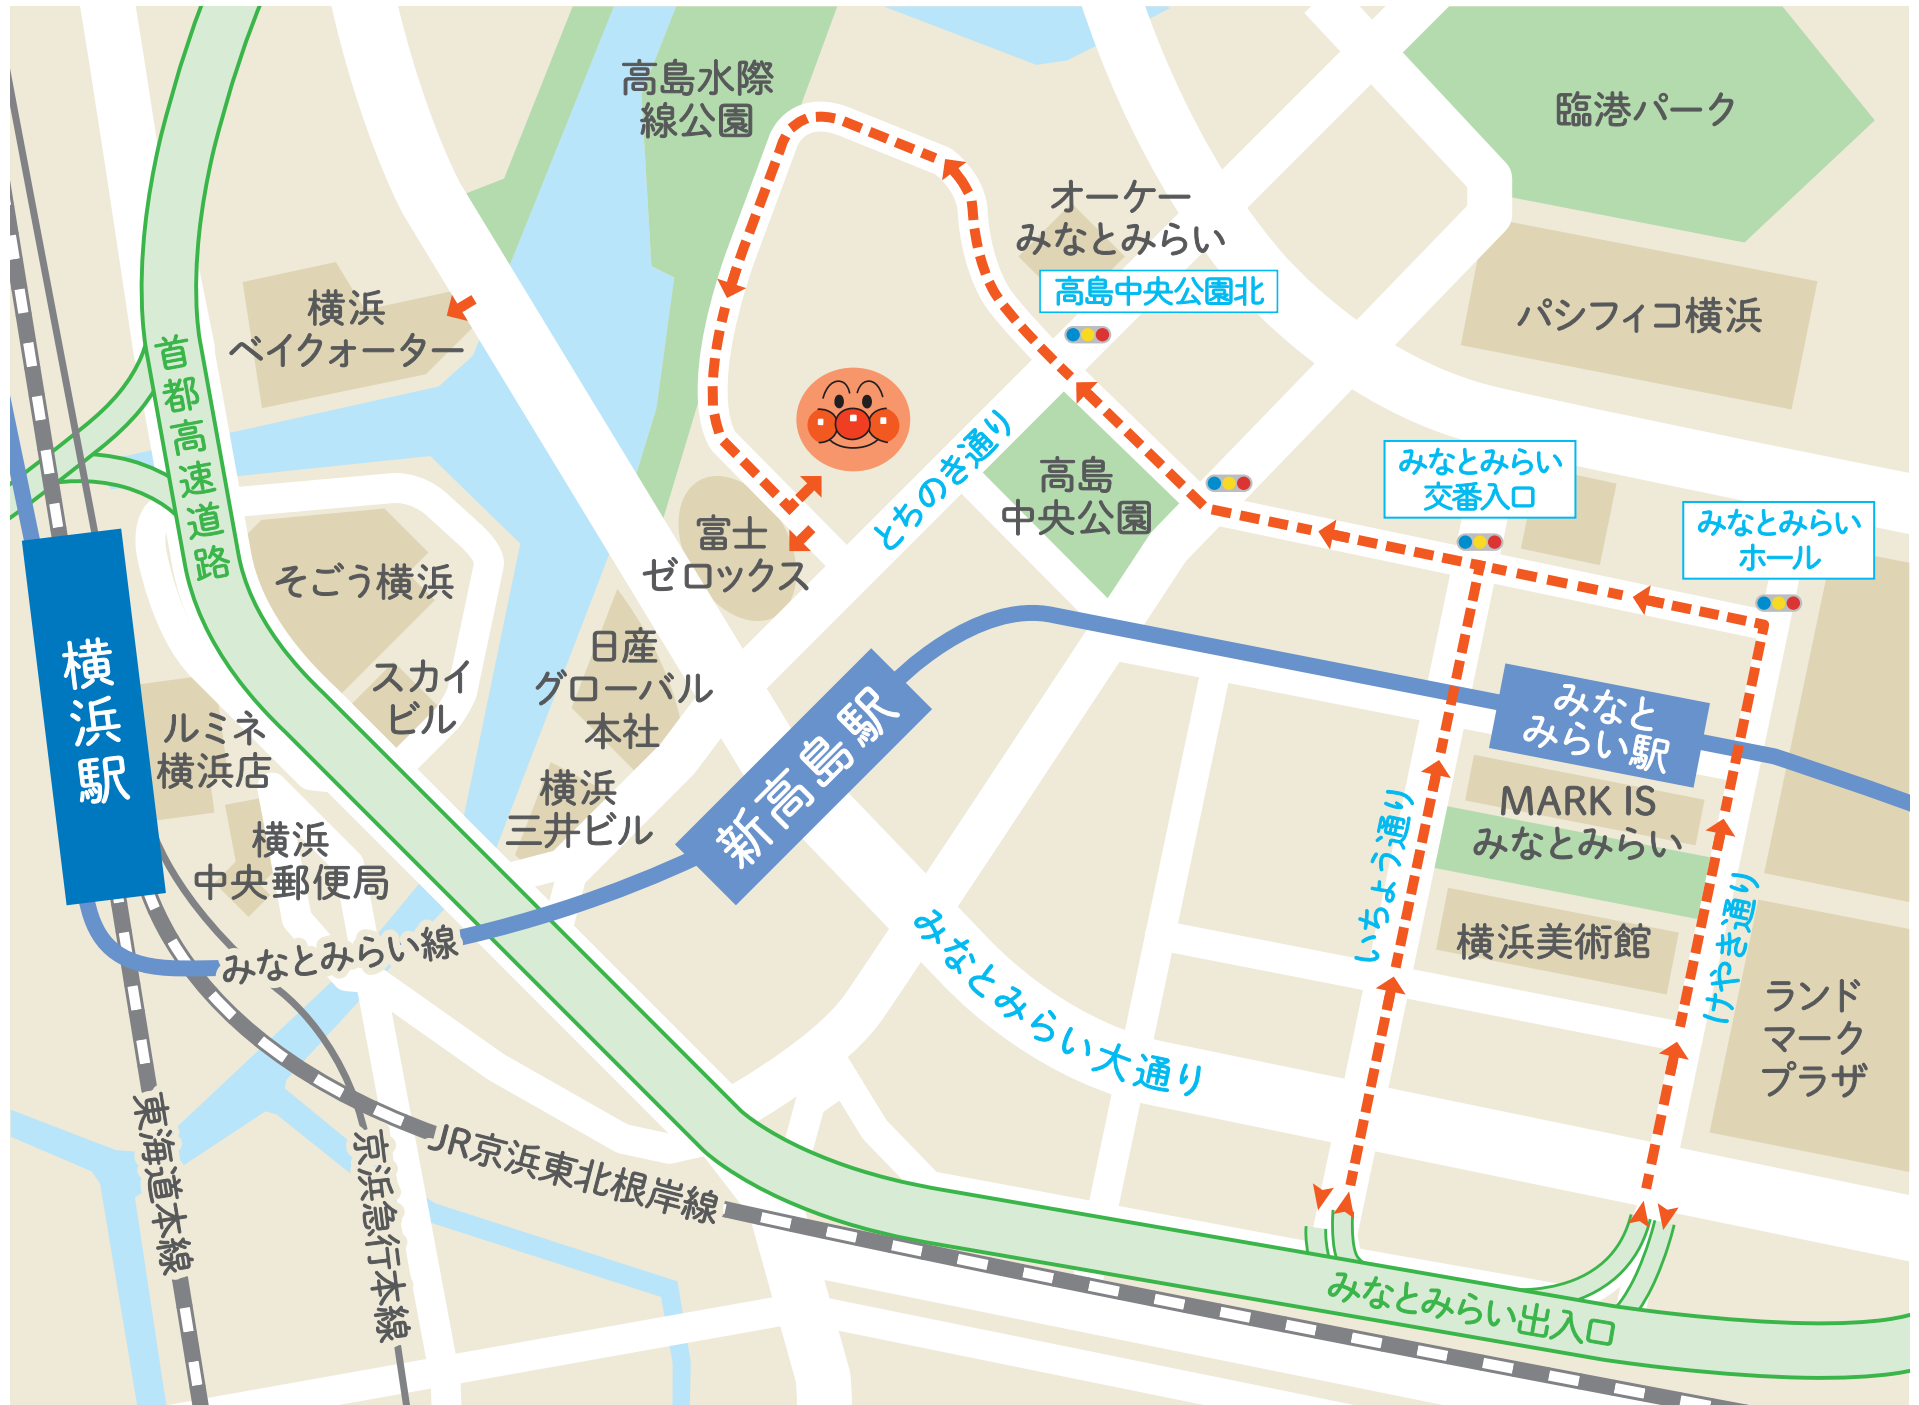 高島水際
線公園
臨港パーク
オーケー
みなとみらい
高島中央公園北
パシフィコ横浜
横浜
ベイクォーター
首都高速道路
とちのき通り
高島
中央公園
みなとみらい
交番入口
みなとみらい
ホール
富士
ゼロックス
そごう横浜
日産
グローバル
本社
スカイ
ビル
横浜駅
ルミネ
横浜店
横浜
三井ビル
新高島駅
みなと
みらい駅
MARK IS
みなとみらい
横浜
中央郵便局
いちょう通り
けやき通り
みなとみらい線
横浜美術館
みなとみらい大通り
ランド
マーク
プラザ
東海道本線
京浜急行本線
JR京浜東北根岸線
みなとみらい出入口